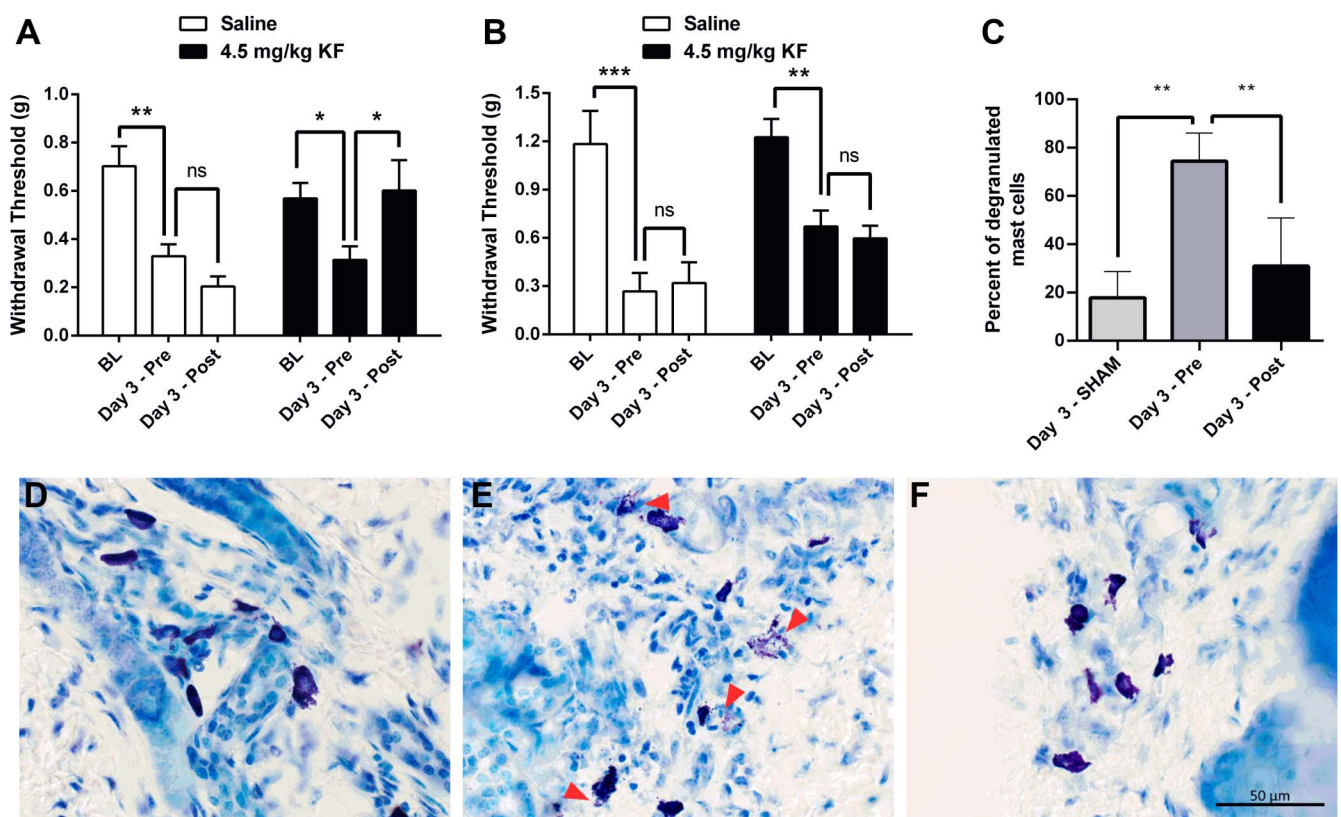 A
Saline
4.5 mg/kg KF
Withdrawal Threshold (g)
0.0
0.2
0.4
0.6
0.8
1.0
**
ns
*
*
BL
Day 3 - Pre
Day 3 - Post
BL
Day 3 - Pre
Day 3 - Post
B
Saline
4.5 mg/kg KF
Withdrawal Threshold (g)
0.0
0.3
0.6
0.9
1.2
1.5
***
ns
**
ns
BL
Day 3 - Pre
Day 3 - Post
BL
Day 3 - Pre
Day 3 - Post
C
Percent of degranulated
mast cells
0
20
40
60
80
100
**
**
Day 3 - SHAM
Day 3 - Pre
Day 3 - Post
D
E
F
50 µm